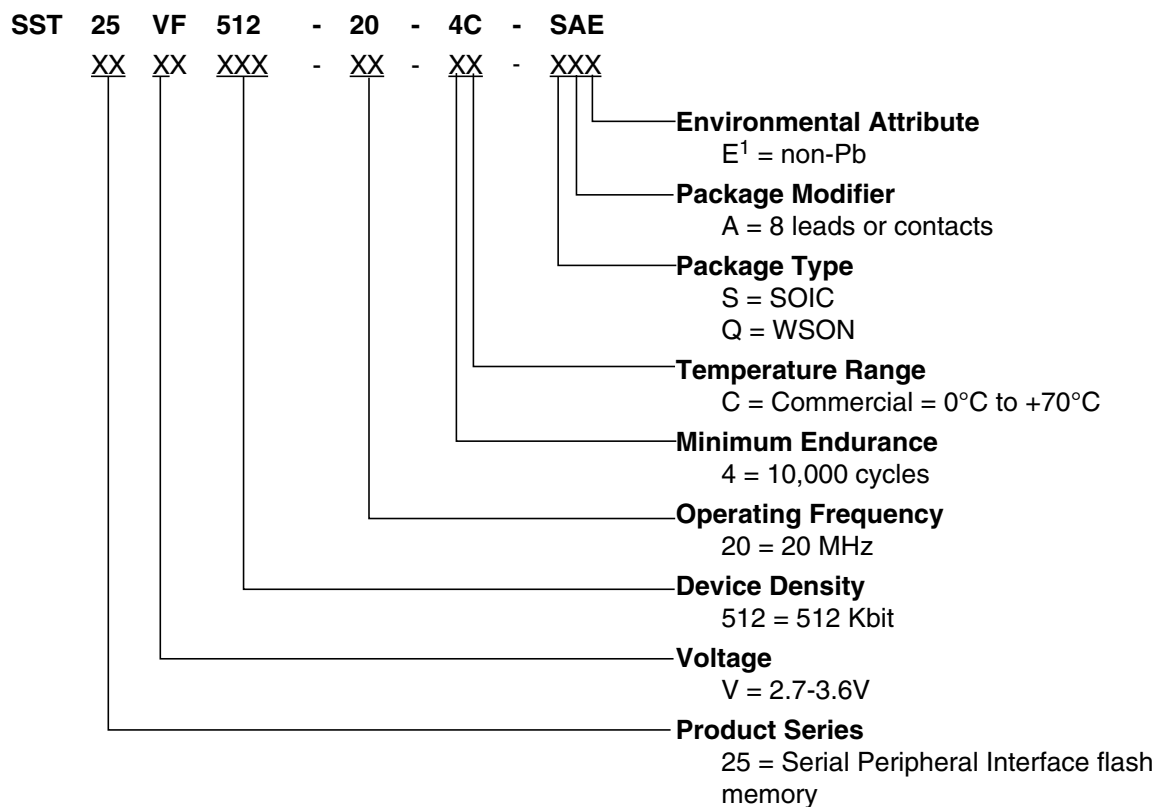 SST 25 VF 512 - 20 - 4C - SAE
XX XX XXX - XX - XX - XXX
Environmental Attribute
E1 = non-Pb
Package Modifier
A = 8 leads or contacts
Package Type
S = SOIC
Q = WSON
Temperature Range
C = Commercial = 0°C to +70°C
Minimum Endurance
4 = 10,000 cycles
Operating Frequency
20 = 20 MHz
Device Density
512 = 512 Kbit
Voltage
V = 2.7-3.6V
Product Series
25 = Serial Peripheral Interface flash
memory